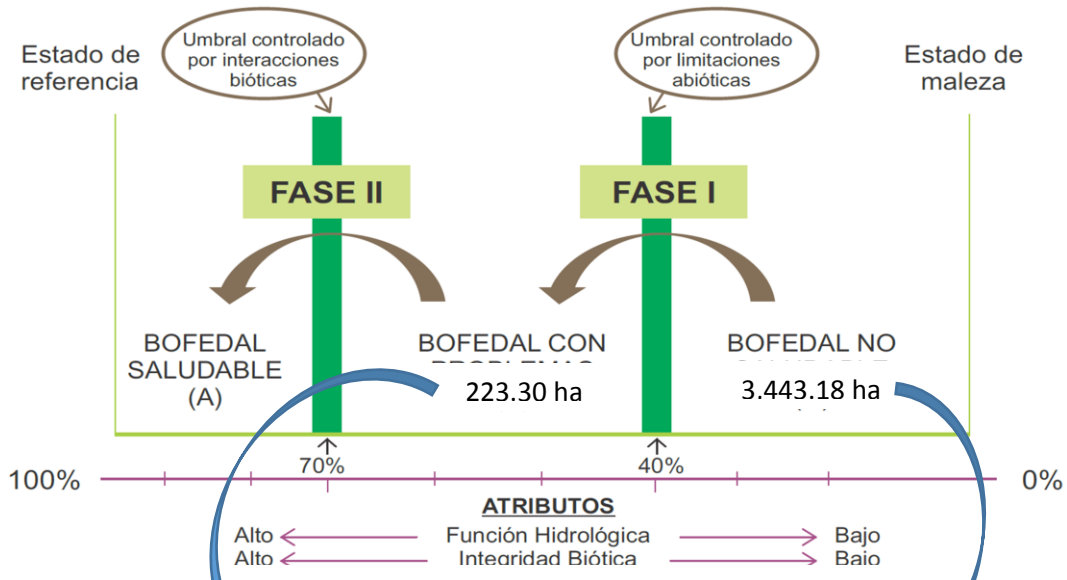 Estado de
referencia
Umbral controlado
por interacciones
bióticas
Umbral controlado
por limitaciones
abióticas
Estado de
maleza
FASE II
FASE I
BOFEDAL
SALUDABLE
(A)
BOFEDAL CON
PROBLEMAS
223.30 ha
BOFEDAL NO
3.443.18 ha
100%
70%
40%
0%
ATRIBUTOS
Alto Función Hidrológica Bajo
Alto Integridad Biótica Bajo